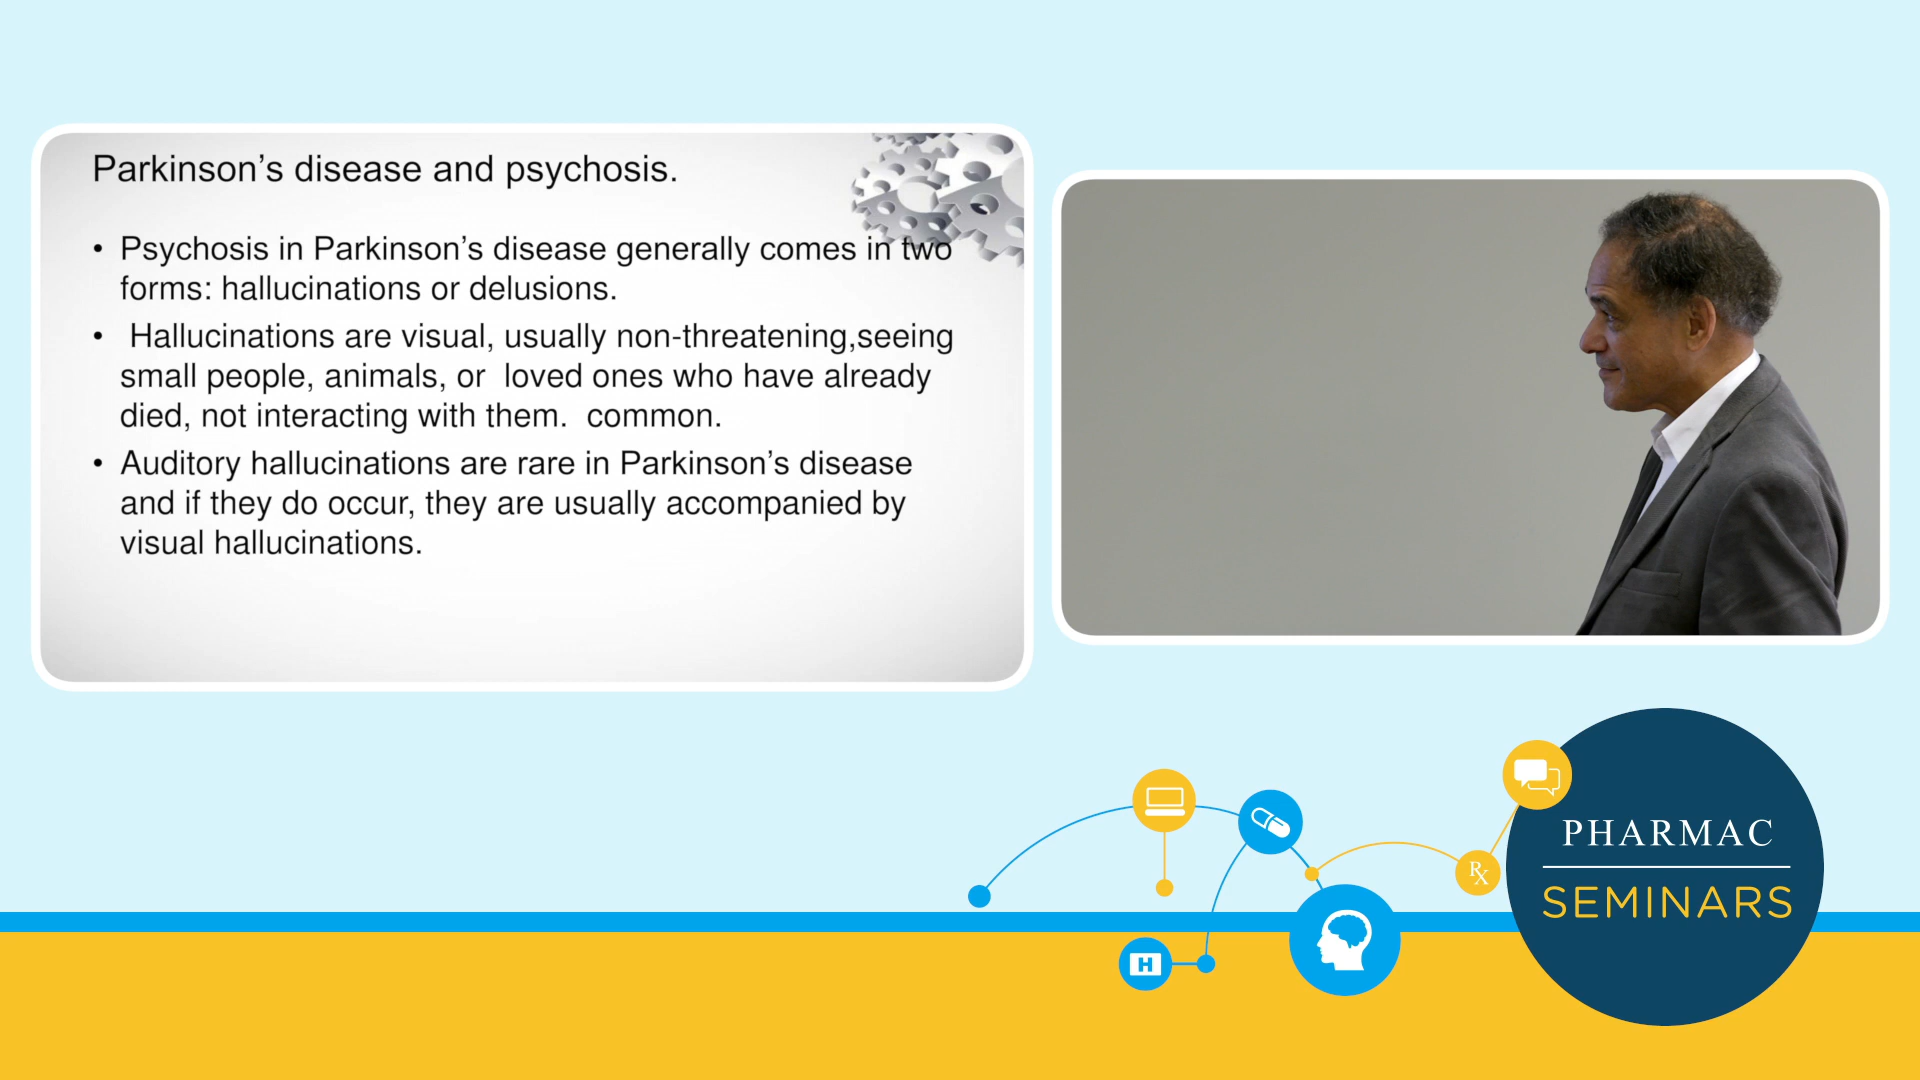 Parkinson’s disease and psychosis.
• Psychosis in Parkinson’s disease generally comes in two
forms: hallucinations or delusions.
• Hallucinations are visual, usually non-threatening,seeing
small people, animals, or loved ones who have already
died, not interacting with them. common.
• Auditory hallucinations are rare in Parkinson’s disease
and if they do occur, they are usually accompanied by
visual hallucinations.
PHARMAC
SEMINARS
Rx
H